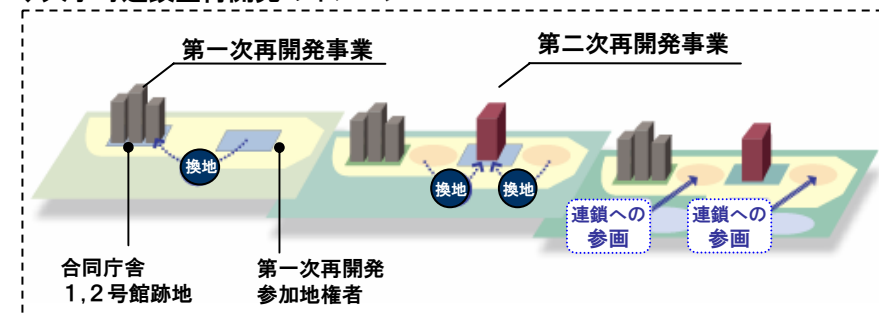 第一次再開発事業
第二次再開発事業
換地
換地
換地
連鎖への
参画
連鎖への
参画
合同庁舎
1,2号館跡地
第一次再開発
参加地権者